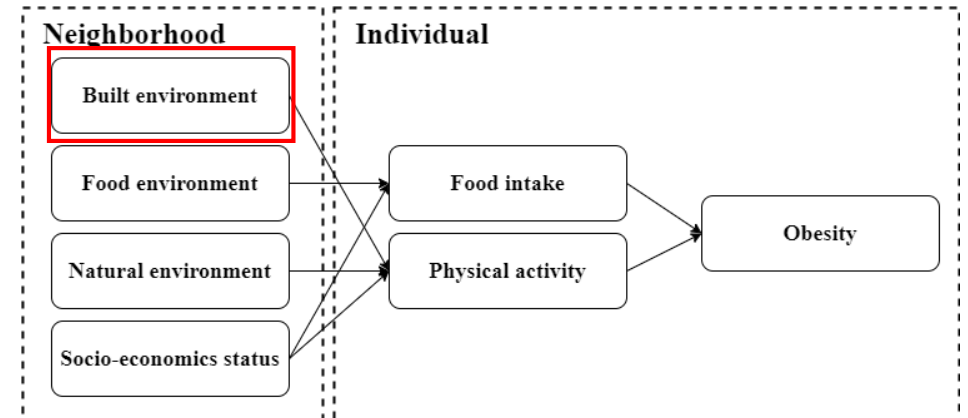 Neighborhood
Individual
Built environment
Food environment
Food intake
Obesity
Natural environment
Physical activity
Socio-economics status